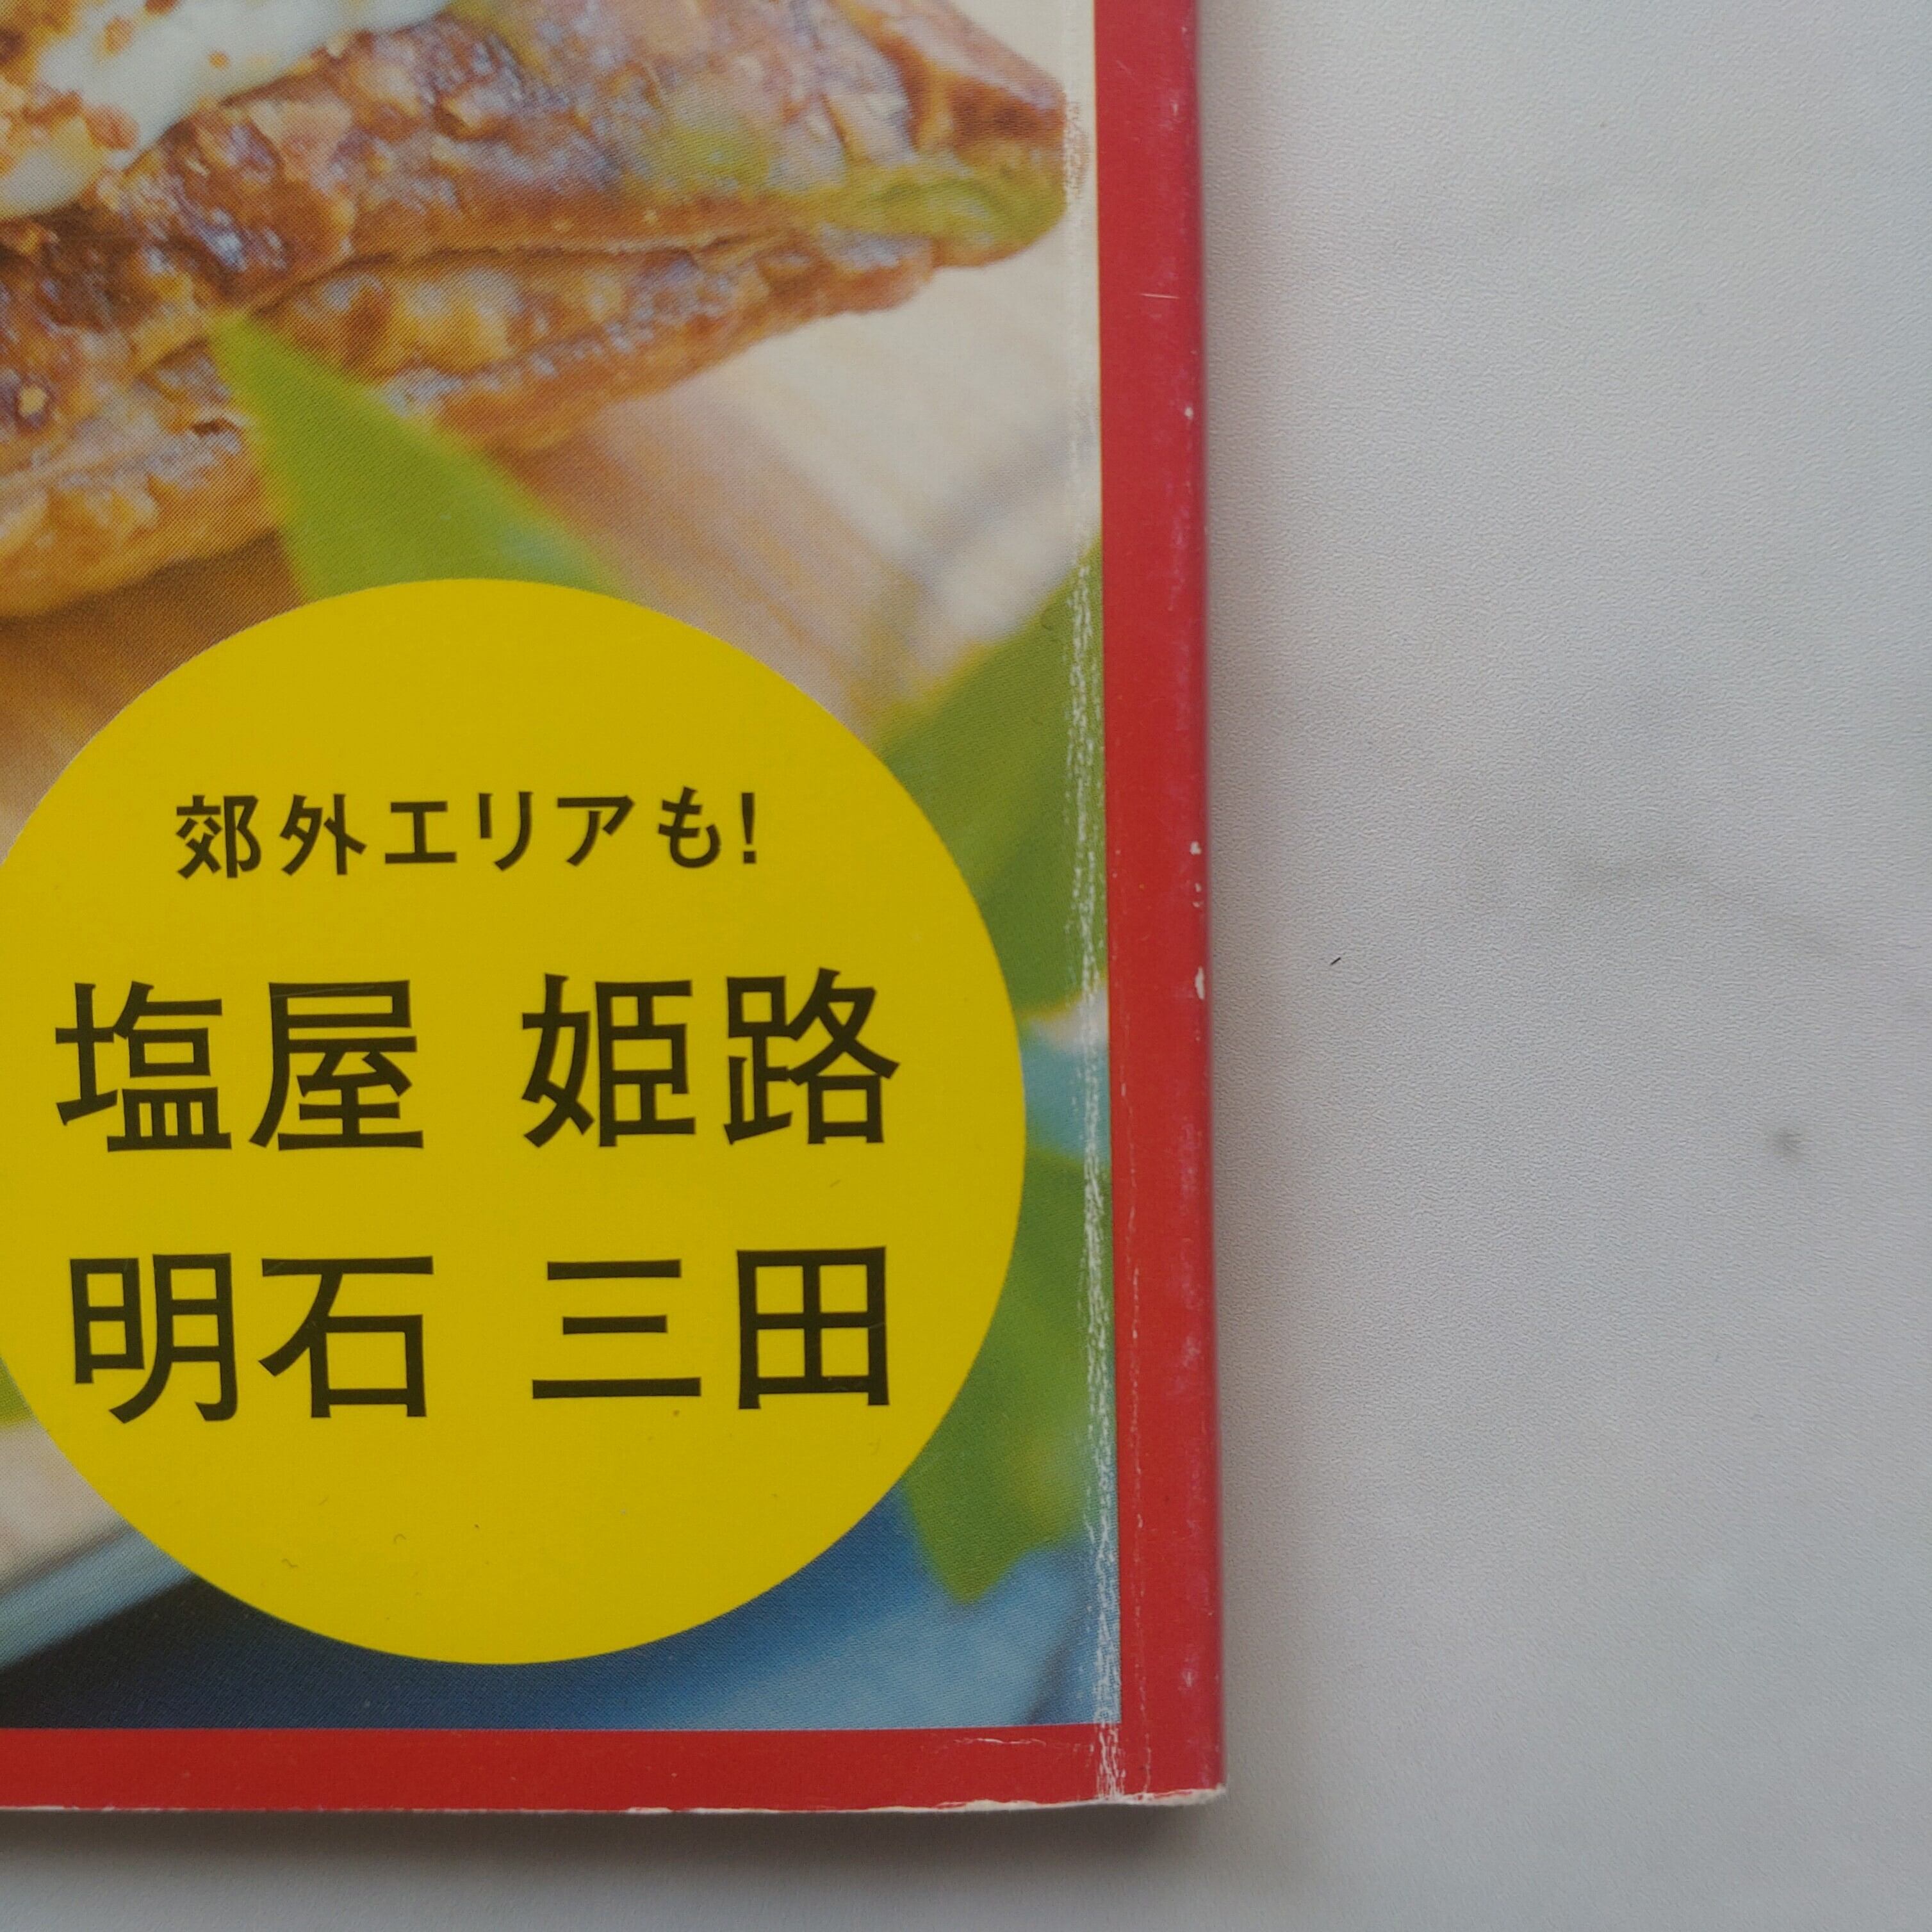 郊外エリアも!
塩屋 姫路
明石 三田